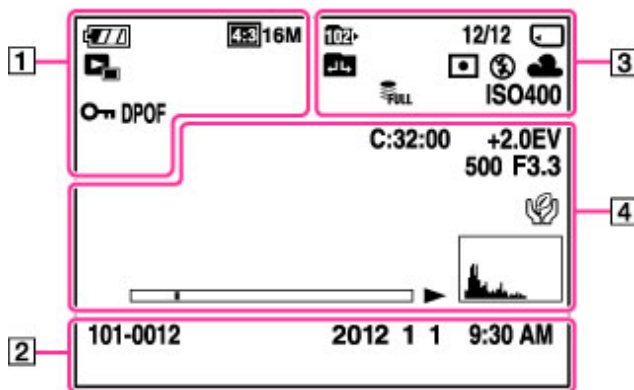 1
4:3 16M
DPOF
102 12/12
FULL ISO400
3
C:32:00 +2.0EV
500 F3.3
4
2
101-0012 2012 1 1 9:30 AM